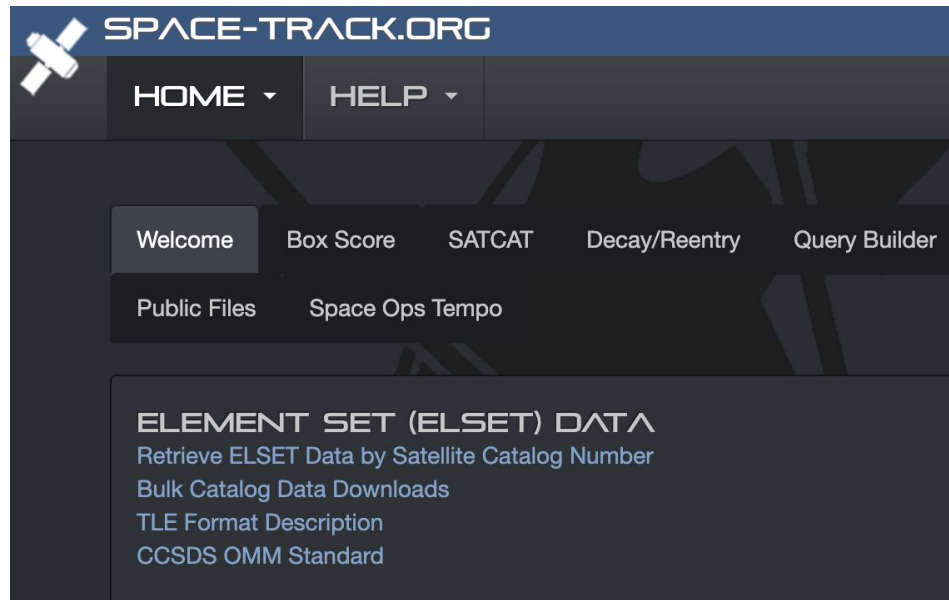 SPACE-TRACK.ORG
HOME HELP
Welcome Box Score SATCAT Decay/Reentry Query Builder
Public Files Space Ops Tempo
ELEMENT SET (ELSET) DATA
Retrieve ELSET Data by Satellite Catalog Number
Bulk Catalog Data Downloads
TLE Format Description
CCSDS OMM Standard